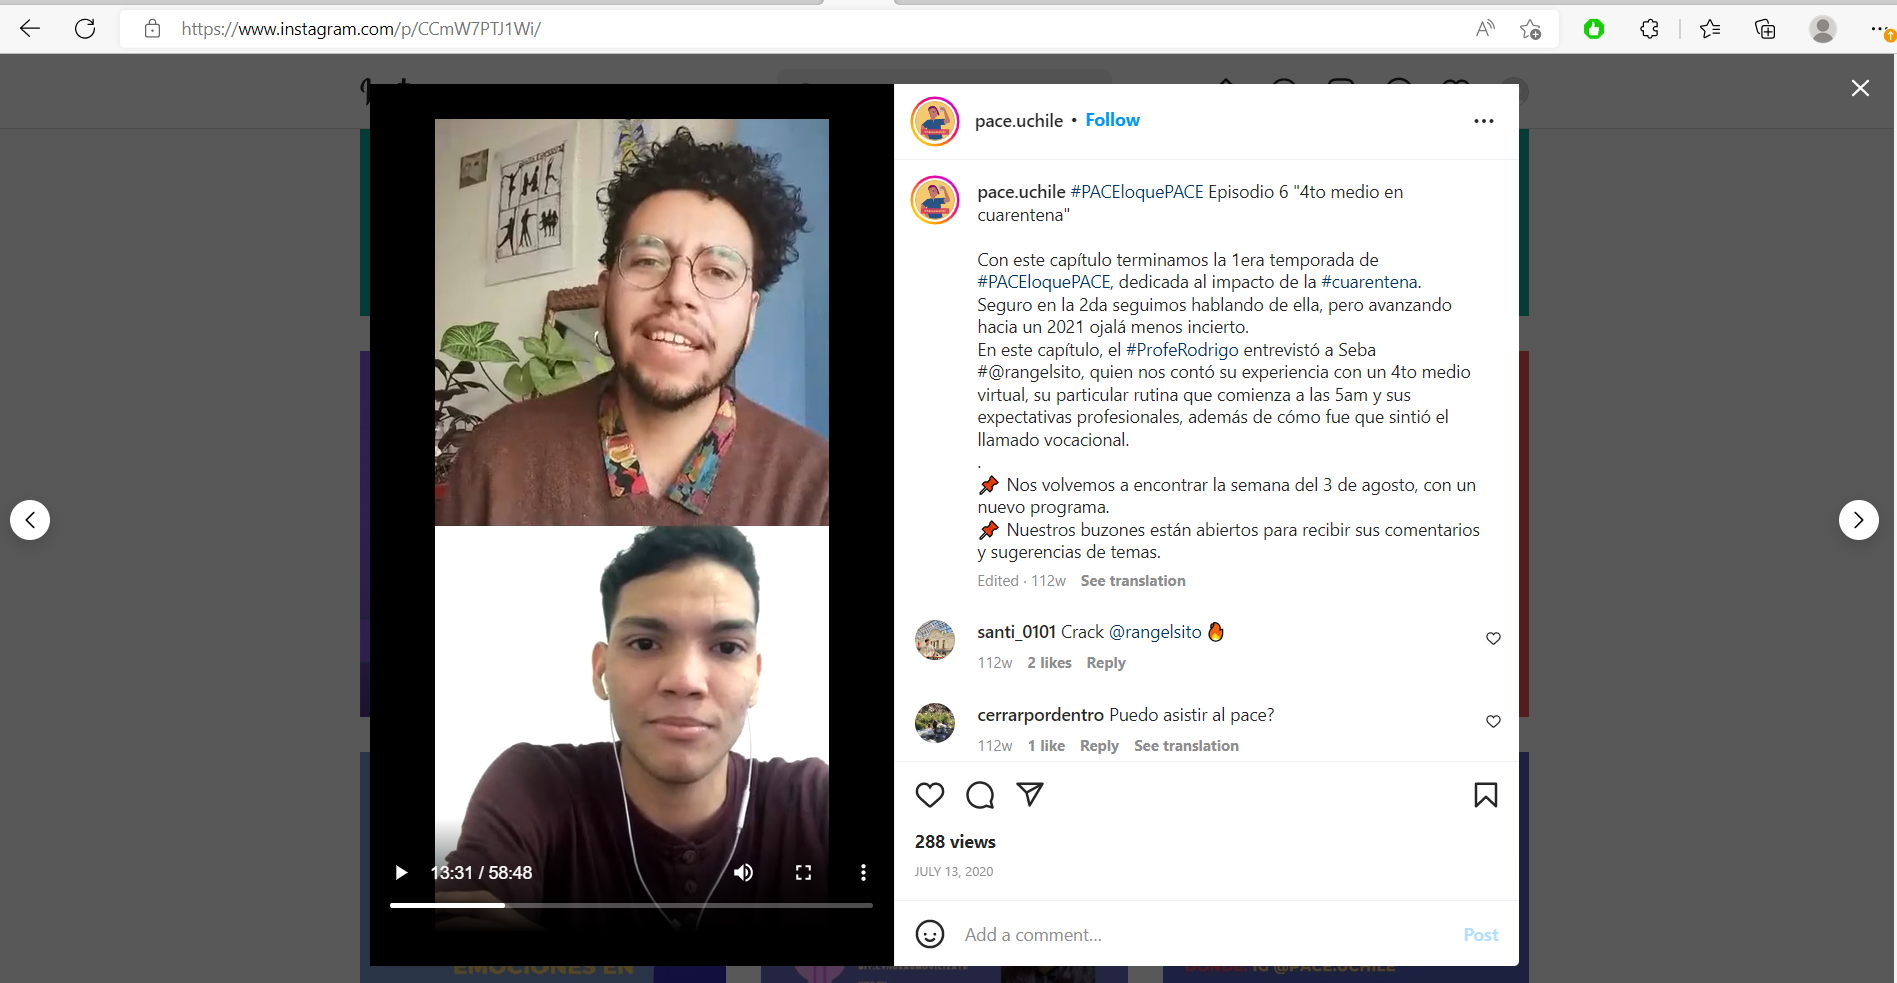 https://www.instagram.com/p/CCmW7PTJ1Wi/
pace.uchile • Follow
pace.uchile #PACEloquePACE Episodio 6 "4to medio en
cuarentena"
Con este capítulo terminamos la 1era temporada de
#PACEloquePACE, dedicada al impacto de la #cuarentena.
Seguro en la 2da seguimos hablando de ella, pero avanzando
hacia un 2021 ojalá menos incierto.
En este capítulo, el #ProfeRodrigo entrevistó a Seba
#@rangelsito, quien nos contó su experiencia con un 4to medio
virtual, su particular rutina que comienza a las 5am y sus
expectativas profesionales, además de cómo fue que sintió el
llamado vocacional.
.
📌 Nos volvemos a encontrar la semana del 3 de agosto, con un
nuevo programa.
📌 Nuestros buzones están abiertos para recibir sus comentarios
y sugerencias de temas.
Edited · 112w See translation
santi_0101 Crack @rangelsito 🔥
112w 2 likes Reply
cerrarpordentro Puedo asistir al pace?
112w 1 like Reply See translation
288 views
JULY 13, 2020
Add a comment... Post
13:31 / 58:48
EMOCIONES EN
IG @PACE.UCHILE